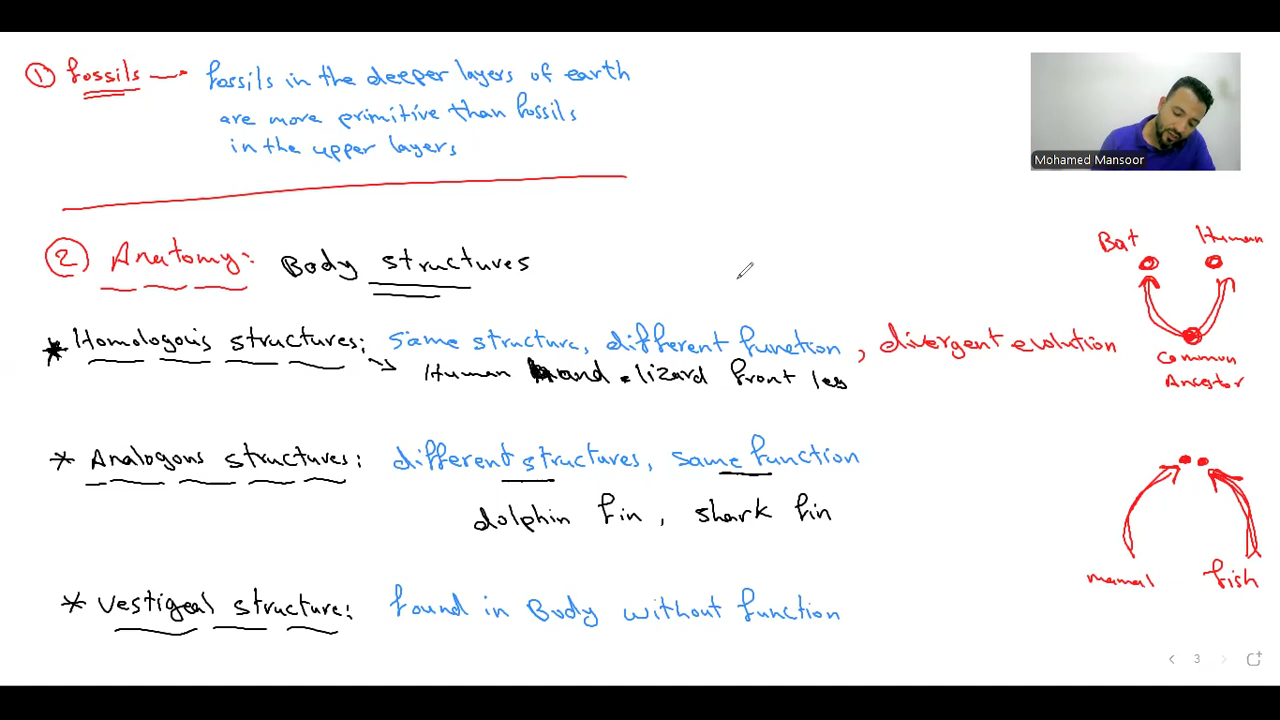 ① fossils → fossils in the deeper layers of earth
are more primitive than fossils
in the upper layers
Mohamed Mansoor
② Anatomy: Body structures
Bat Human
* Homologous structures: same structure, different function, divergent evolution
Common
Ancestor
Human hand . lizard front leg
* Analogous structures: different structures, same function
dolphin fin, shark fin
mamal fish
* Vestigeal structure: found in Body without function
3